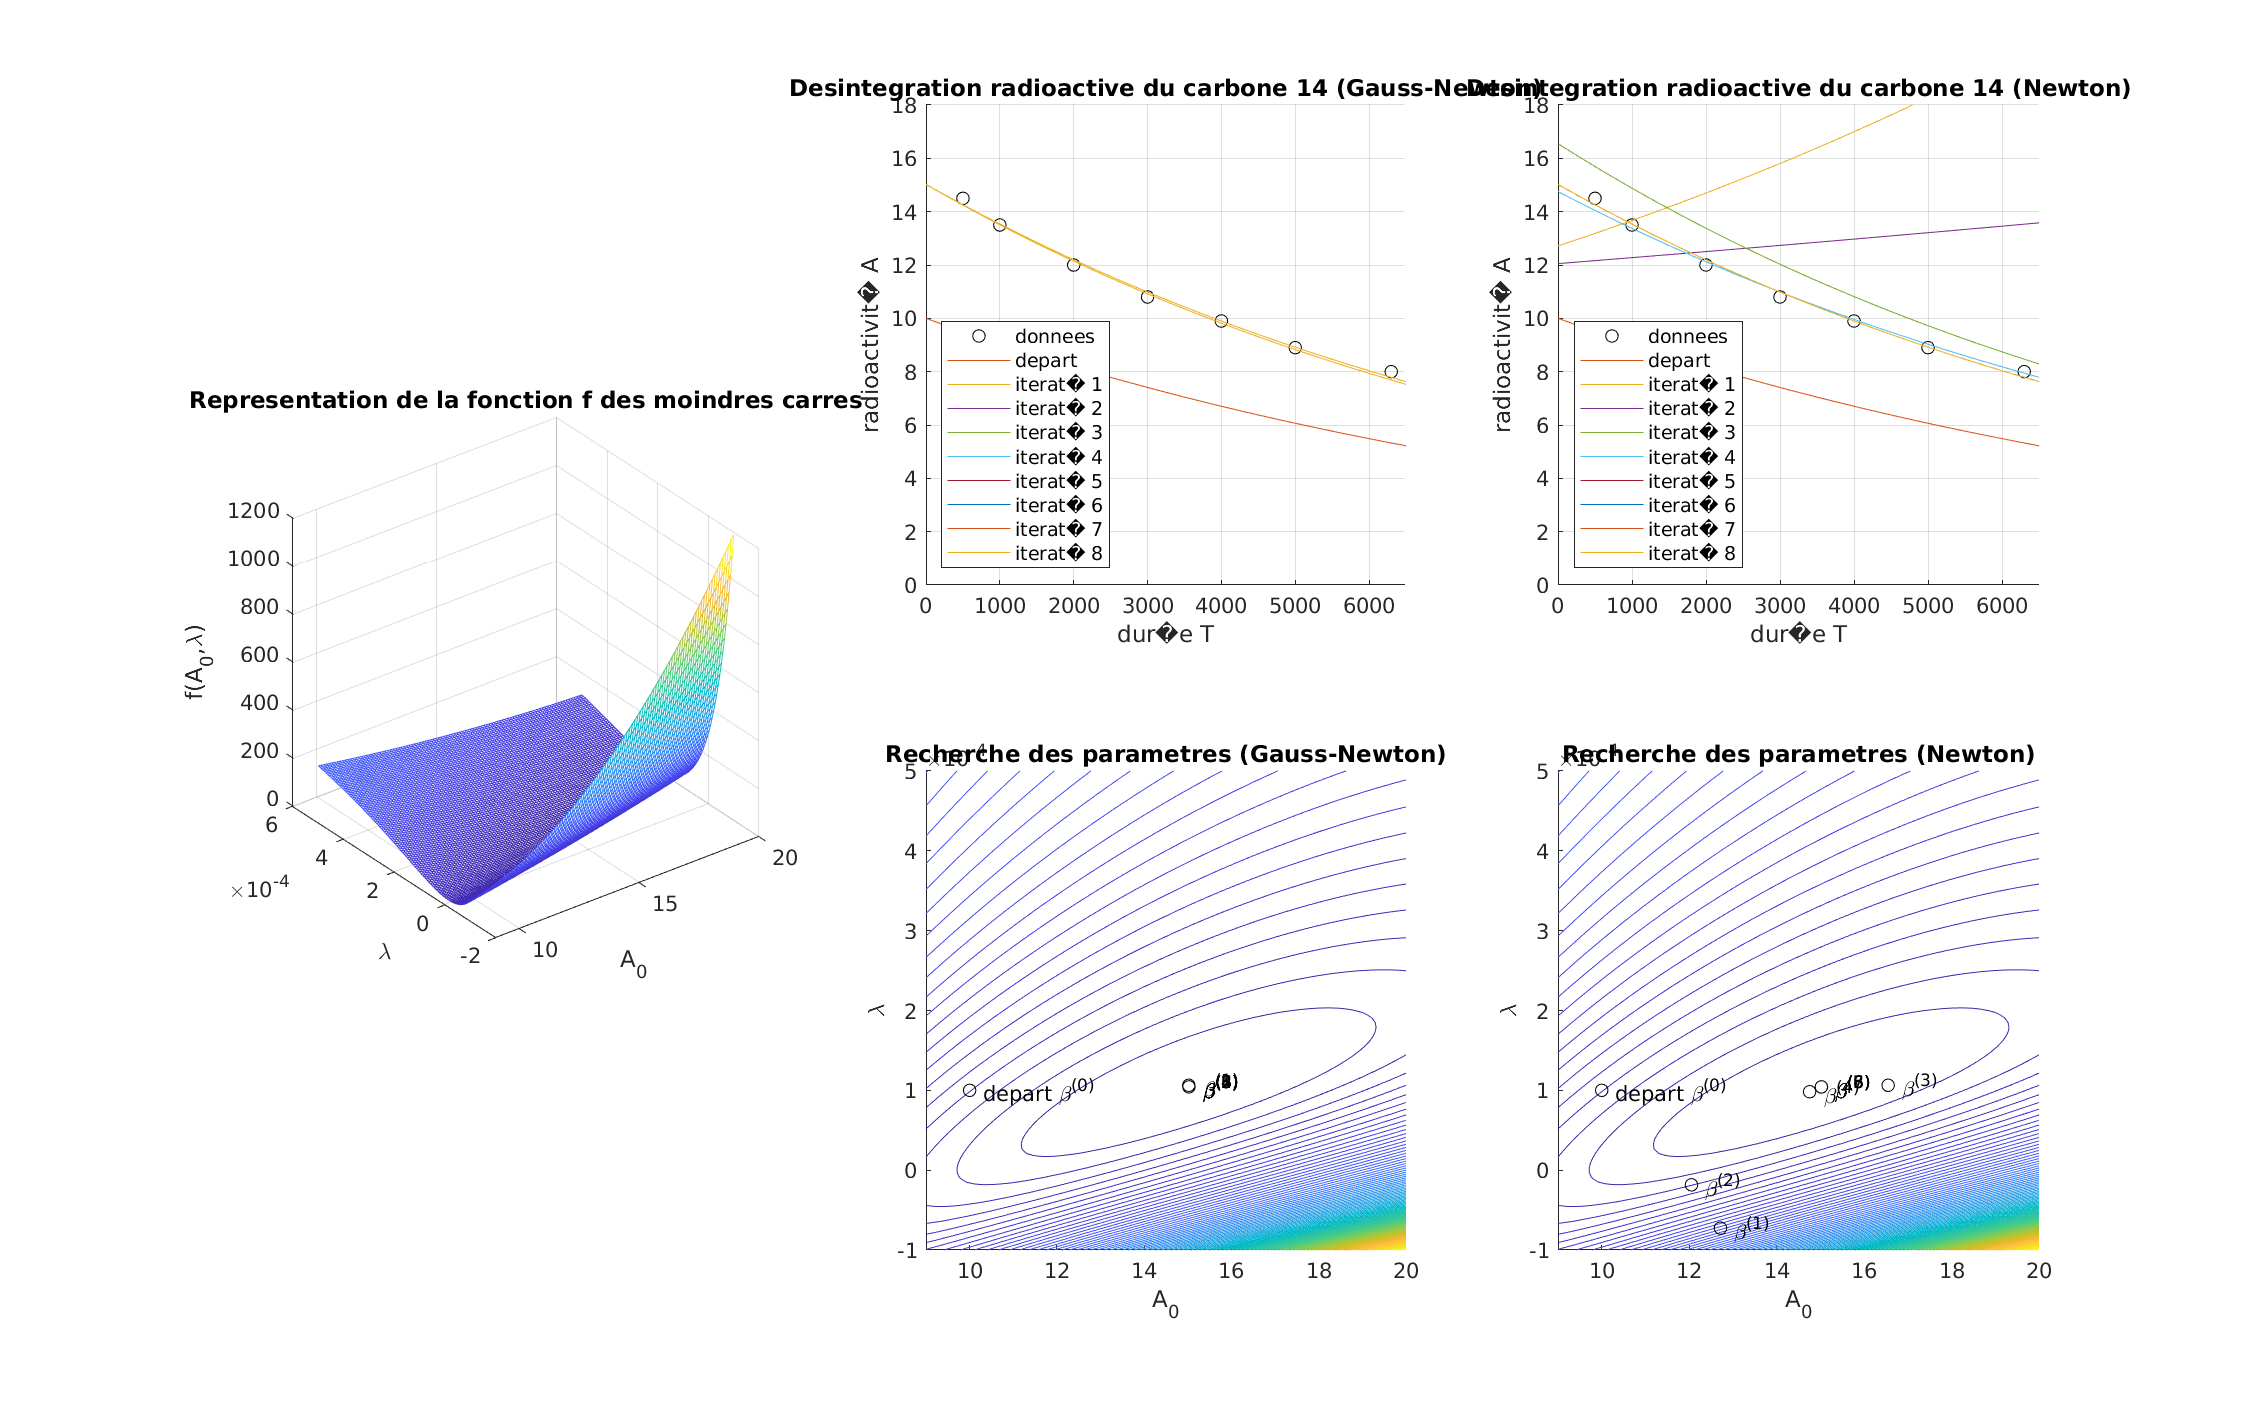 Representation de la fonction f des moindres carres
f(A0,λ)
1200
1000
800
600
400
200
0
6
4
2
0
-2
×10-4
λ
10
15
20
A0
Desintegration radioactive du carbone 14 (Gauss-Newton)
radioactivit� A
18
16
14
12
10
8
6
4
2
0
donnees
depart
iterat� 1
iterat� 2
iterat� 3
iterat� 4
iterat� 5
iterat� 6
iterat� 7
iterat� 8
0 1000 2000 3000 4000 5000 6000
dur�e T
Desintegration radioactive du carbone 14 (Newton)
radioactivit� A
18
16
14
12
10
8
6
4
2
0
donnees
depart
iterat� 1
iterat� 2
iterat� 3
iterat� 4
iterat� 5
iterat� 6
iterat� 7
iterat� 8
0 1000 2000 3000 4000 5000 6000
dur�e T
Recherche des parametres (Gauss-Newton)
λ
5
4
3
2
1
0
-1
depart β(0)
10 12 14 16 18 20
A0
Recherche des parametres (Newton)
λ
5
4
3
2
1
0
-1
depart β(0)
β(3)
β(2)
β(1)
10 12 14 16 18 20
A0